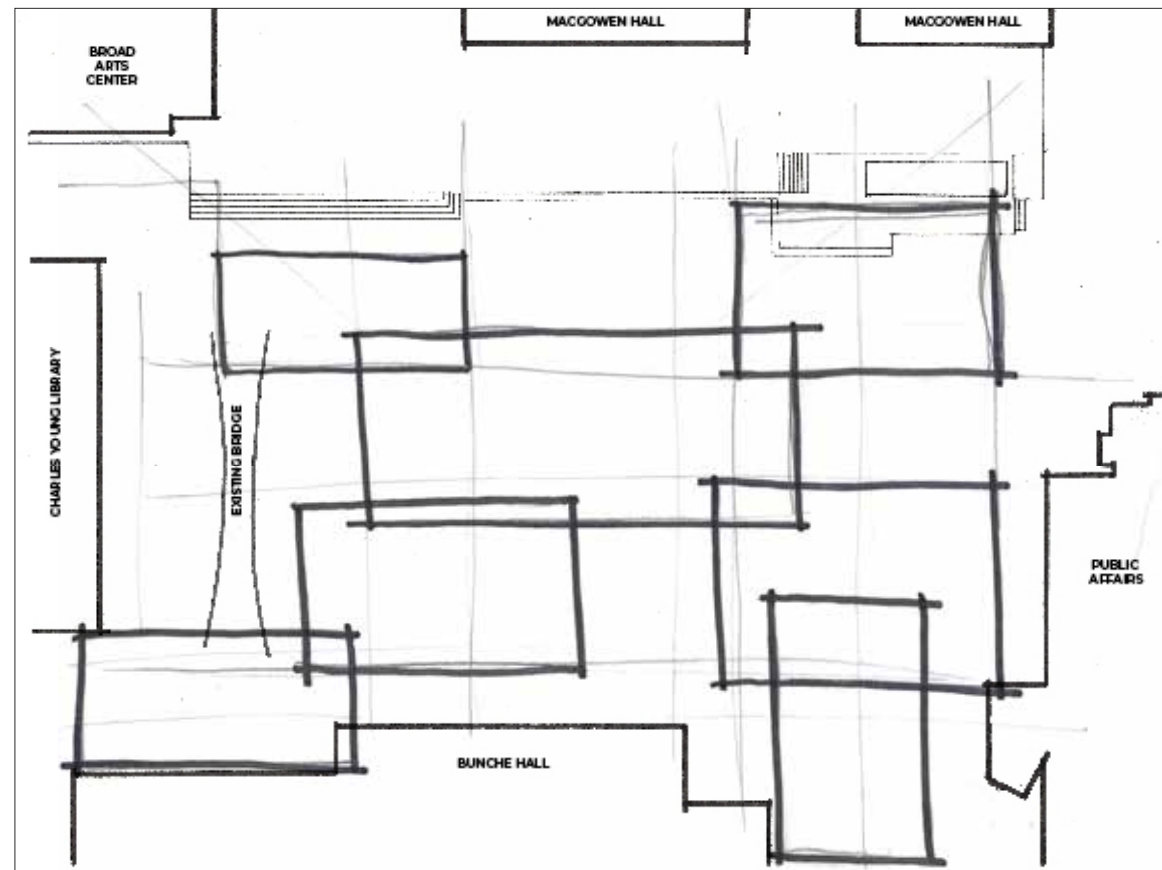 MACGOWEN HALL
MACGOWEN HALL
BROAD
ARTS
CENTER
CHARLES YOUNG LIBRARY
EXISTING BRIDGE
PUBLIC
AFFAIRS
BUNCHE HALL